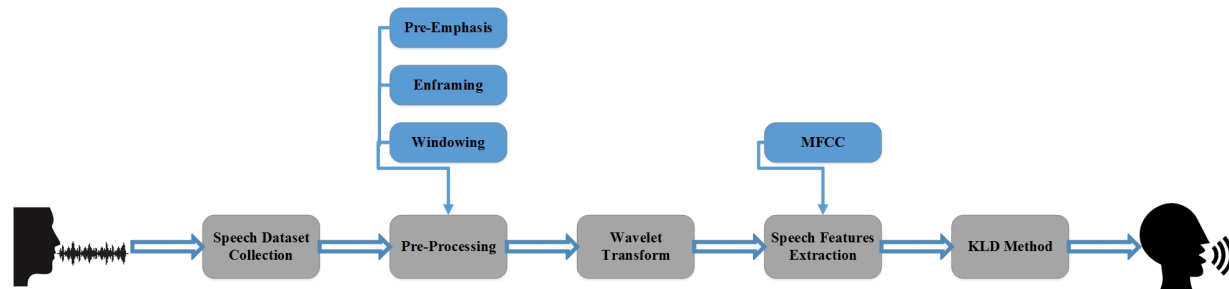 Pre-Emphasis
Enframing
Windowing
MFCC
Speech Dataset
Collection
Pre-Processing
Wavelet
Transform
Speech Features
Extraction
KLD Method